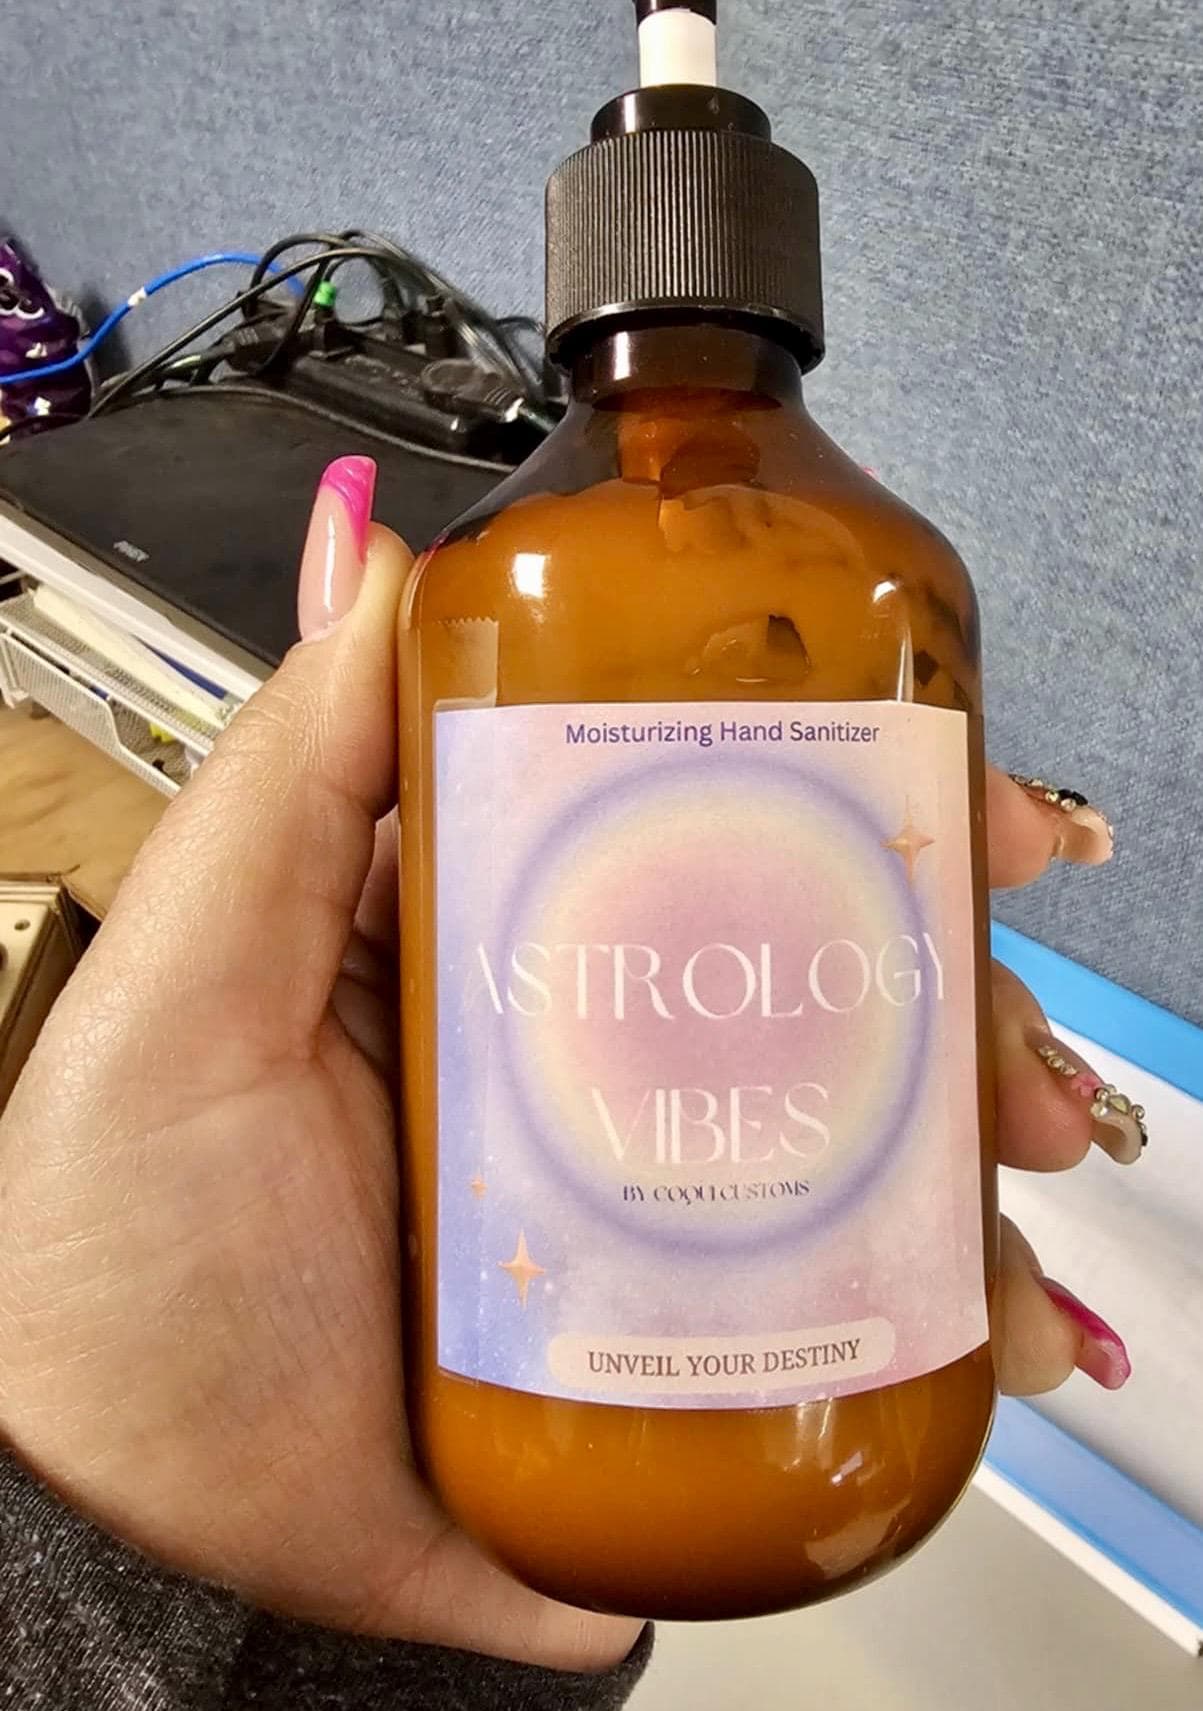 Moisturizing Hand Sanitizer
ASTROLOGY
VIBES
BY COQUI CUSTOMS
UNVEIL YOUR DESTINY